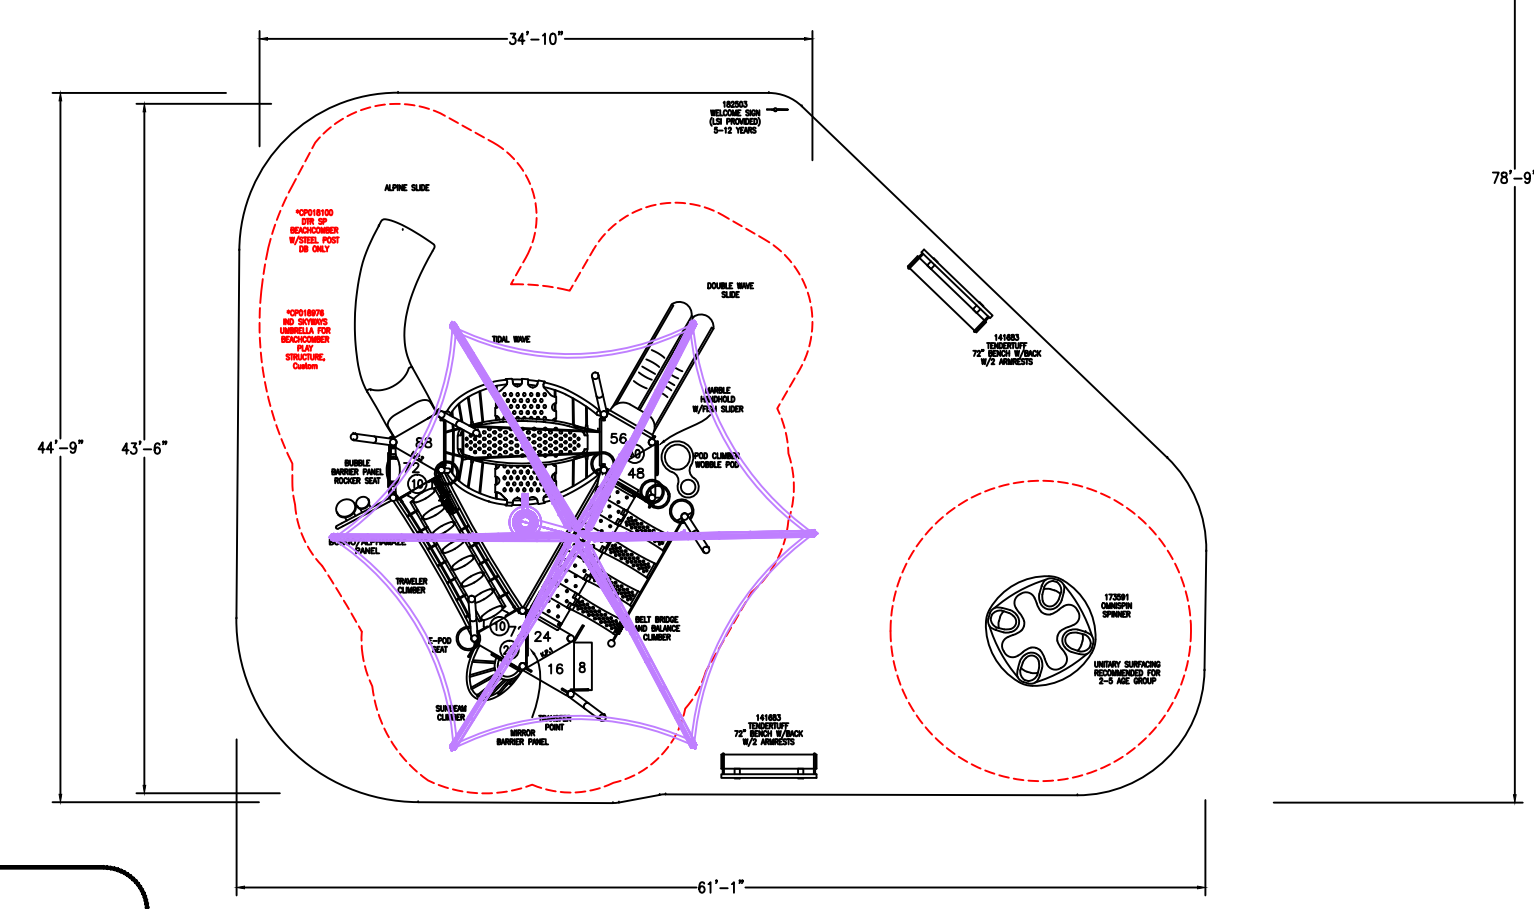 34'-10"
182503
WELCOME SIGN
(LSI PROVIDED)
5-12 YEARS
78'-9"
ALPINE SLIDE
*CP018100
DTR SP
BEACHCOMBER
W/STEEL POST
DB ONLY
DOUBLE WAVE
SLIDE
*CP018976
IND SKYWAYS
UMBRELLA FOR
BEACHCOMBER
PLAY
STRUCTURE,
Custom
TIDAL WAVE
141683
TENDERTUFF
72" BENCH W/BACK
W/2 ARMRESTS
MARBLE
HANDHOLD
W/FISH SLIDER
44'-9"
43'-6"
88
56
72
48
10
BUBBLE
BARRIER PANEL
ROCKER SEAT
POD CLIMBER
WOBBLE POD
PANEL
TRAVELER
CLIMBER
173591
OMNISPIN
SPINNER
BELT BRIDGE
AND BALANCE
CLIMBER
10
24
16
8
SEAT
UNITARY SURFACING
RECOMMENDED FOR
2-5 AGE GROUP
SUNBEAM
CLIMBER
TRANSFER
POINT
MIRROR
BARRIER PANEL
141683
TENDERTUFF
72" BENCH W/BACK
W/2 ARMRESTS
61'-1"